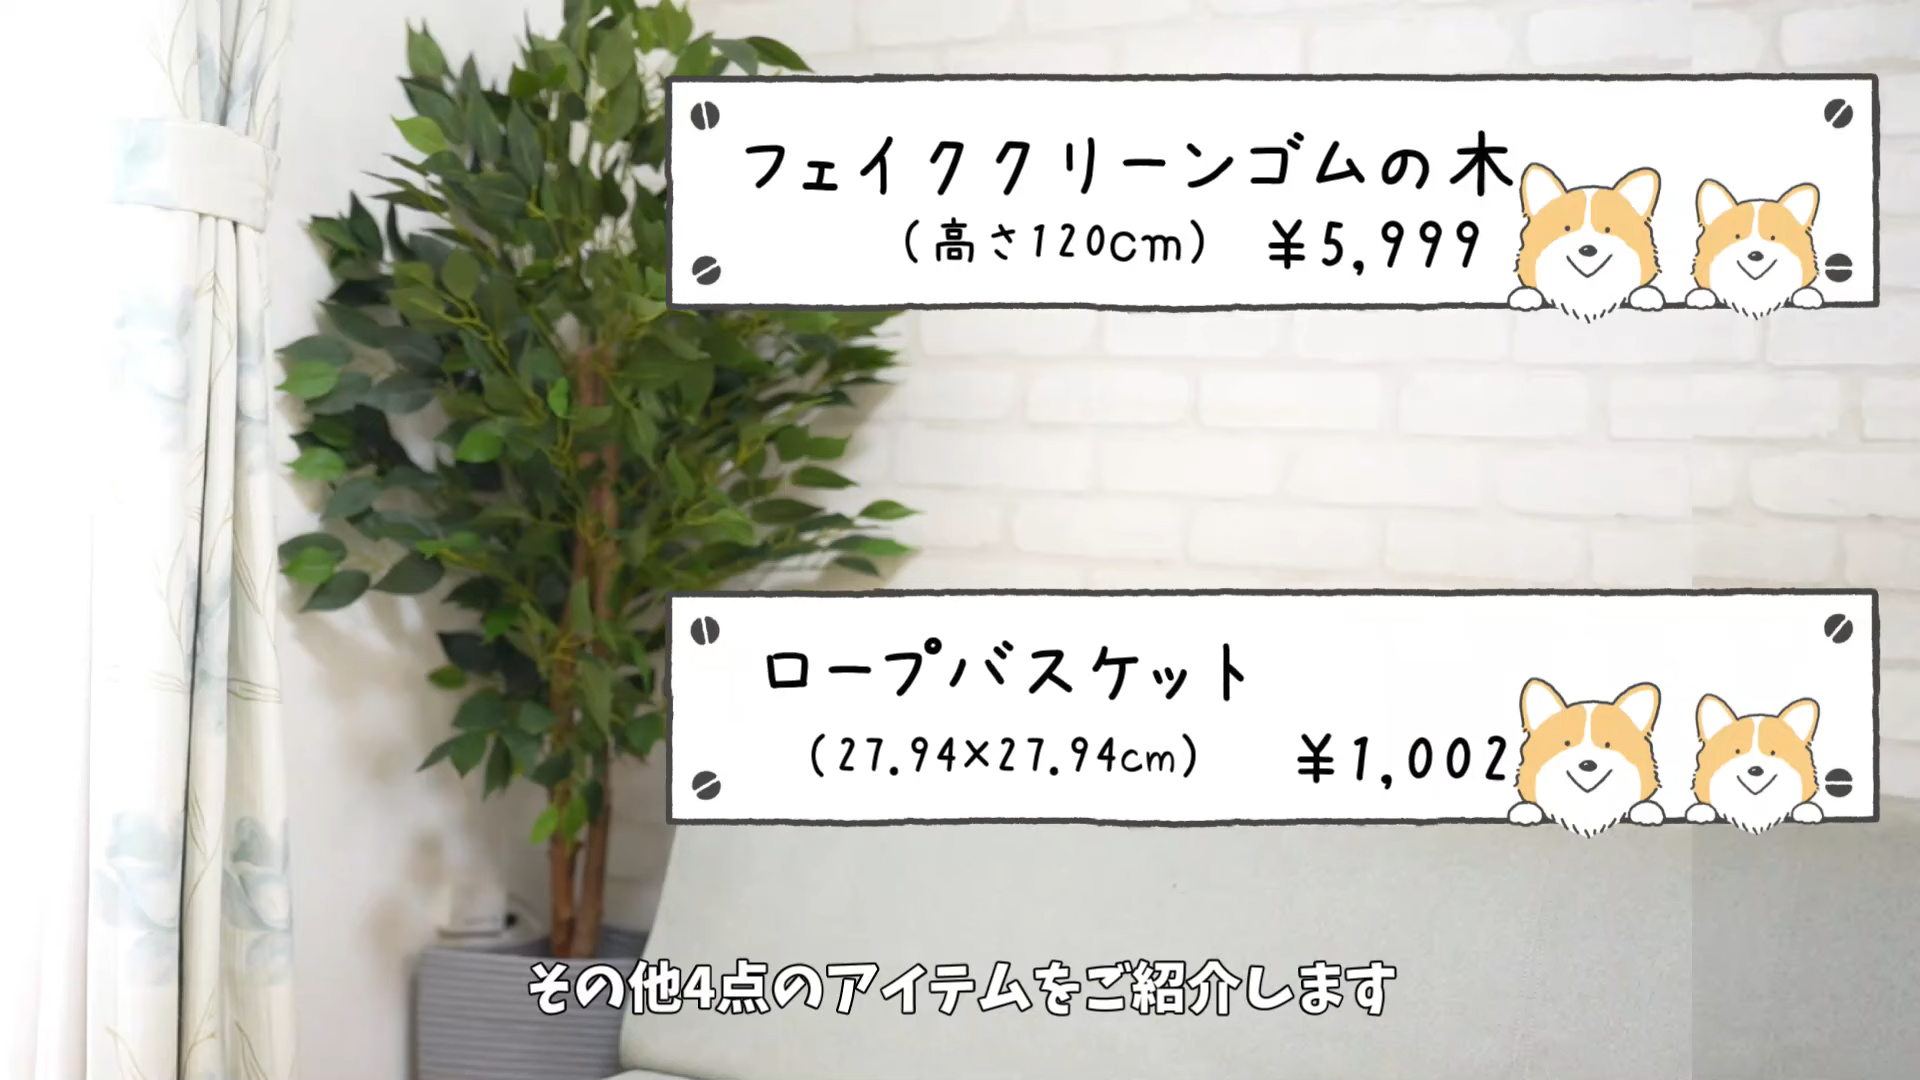 フェイククリーンゴムの木
(高さ120cm) ¥5,999
ロープバスケット
(27.94×27.94cm) ¥1,002
その他4点のアイテムをご紹介します